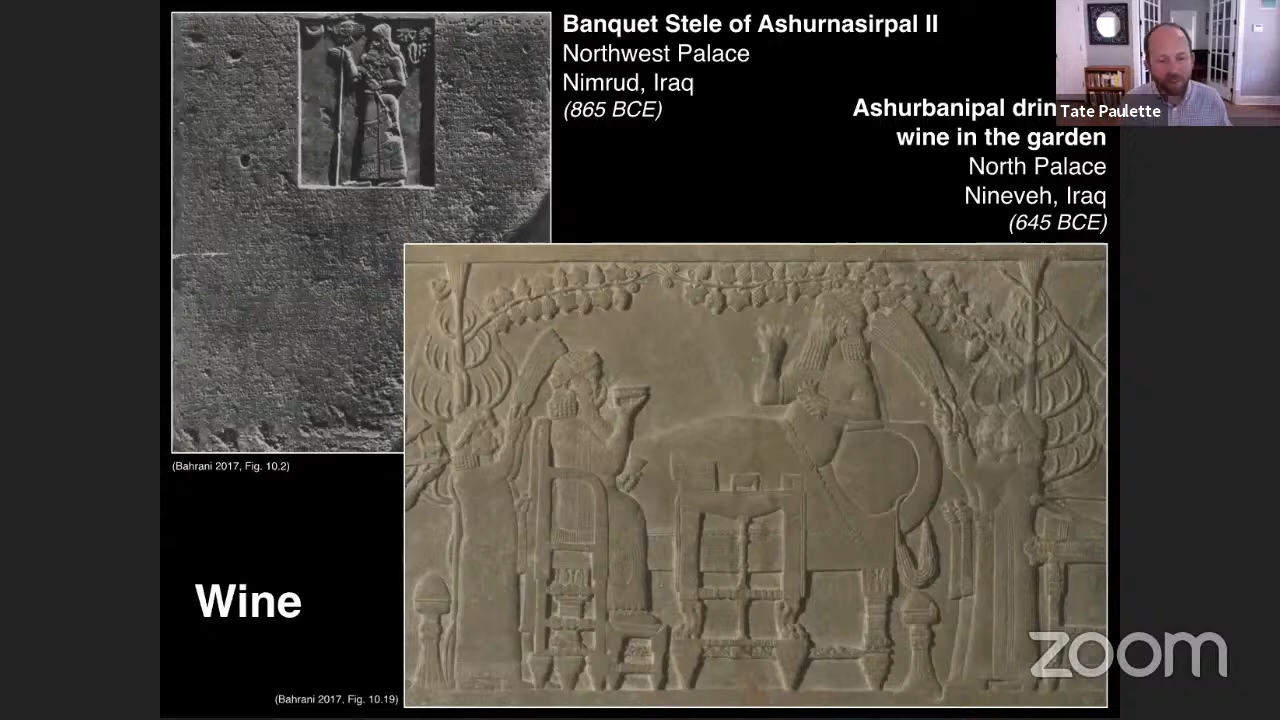 Banquet Stele of Ashurnasirpal II
Northwest Palace
Nimrud, Iraq
(865 BCE)
Ashurbanipal drin
wine in the garden
North Palace
Nineveh, Iraq
(645 BCE)
Tate Paulette
(Bahrani 2017, Fig. 10.2)
Wine
(Bahrani 2017, Fig. 10.19)
zoom